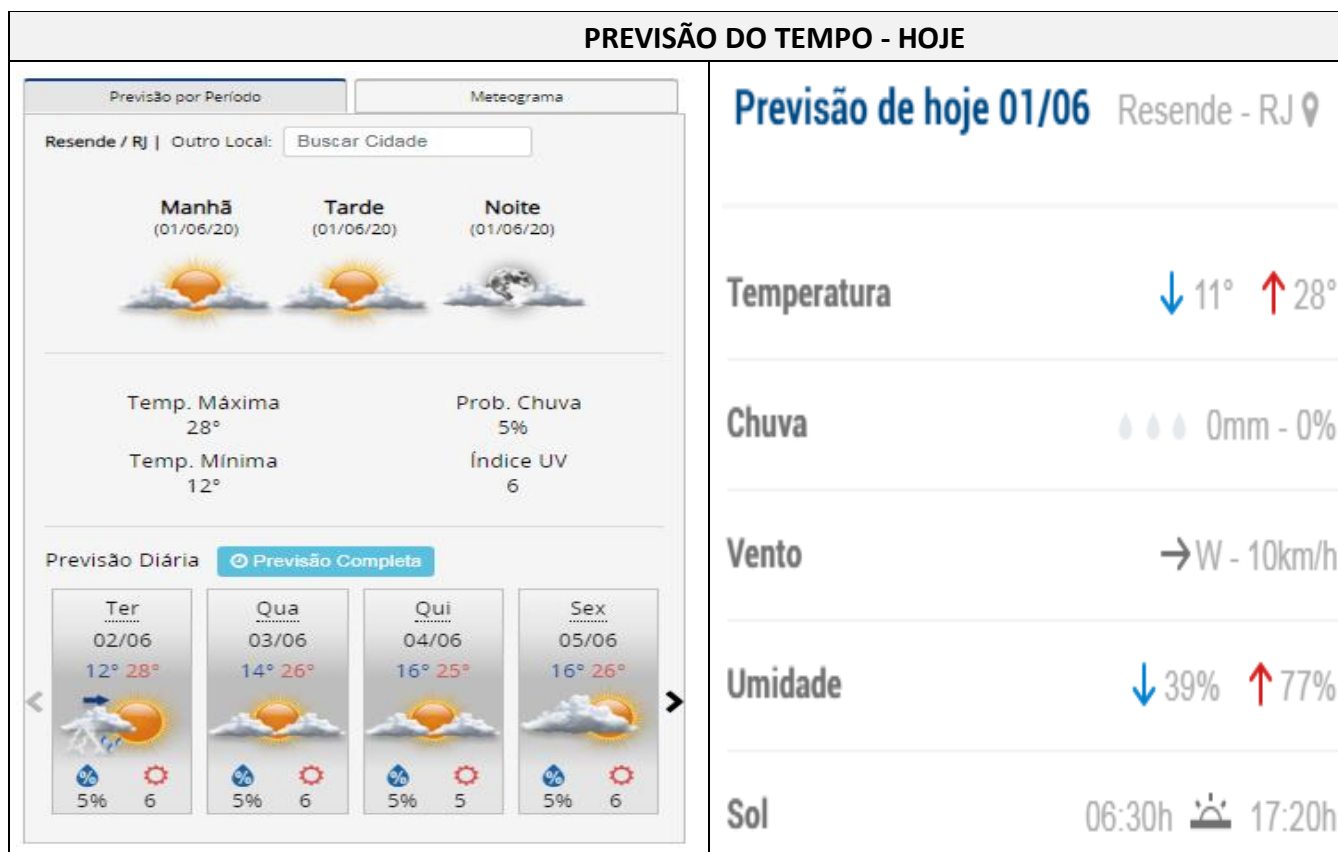 PREVISÃO DO TEMPO - HOJE
Previsão por Período Meteograma
Resende / RJ | Outro Local: Buscar Cidade
Manhã Tarde Noite
(01/06/20) (01/06/20) (01/06/20)
Temp. Máxima Prob. Chuva
28° 5%
Temp. Mínima Índice UV
12° 6
Previsão Diária Previsão Completa
Ter Qua Qui Sex
02/06 03/06 04/06 05/06
12° 28° 14° 26° 16° 25° 16° 26°
% % % %
5% 6 5% 6 5% 5 5% 6
Previsão de hoje 01/06 Resende - RJ
Temperatura 11° 28°
Chuva 0mm - 0%
Vento W - 10km/h
Umidade 39% 77%
Sol 06:30h 17:20h